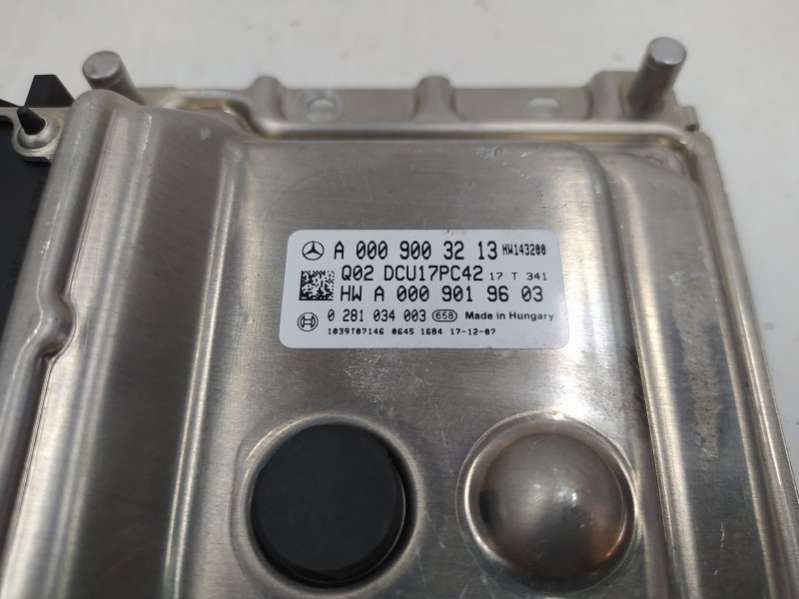 A 000 900 32 13 HW143200
Q02 DCU17PC42 17 T 341
HW A 000 901 96 03
0 281 034 003 658 Made in Hungary
1039T07146 0645 1684 17-12-07